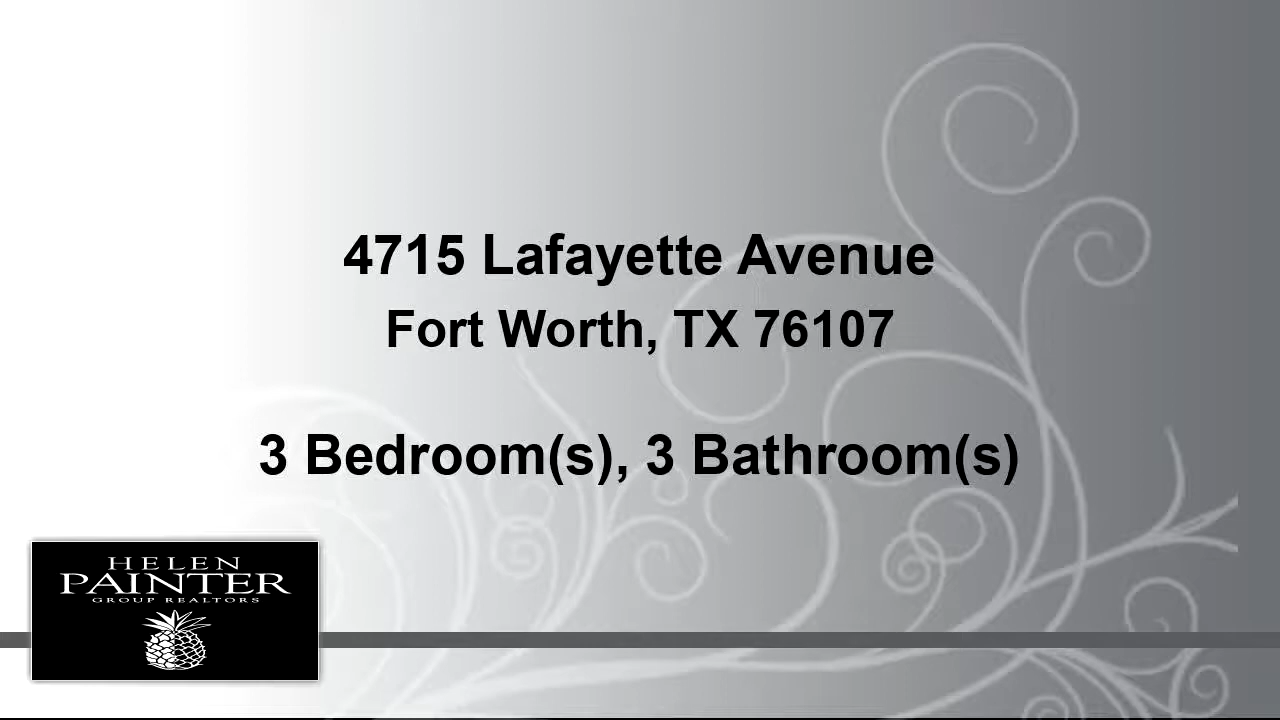 4715 Lafayette Avenue
Fort Worth, TX 76107
3 Bedroom(s), 3 Bathroom(s)
HELEN
PAINTER
GROUP REALTORS